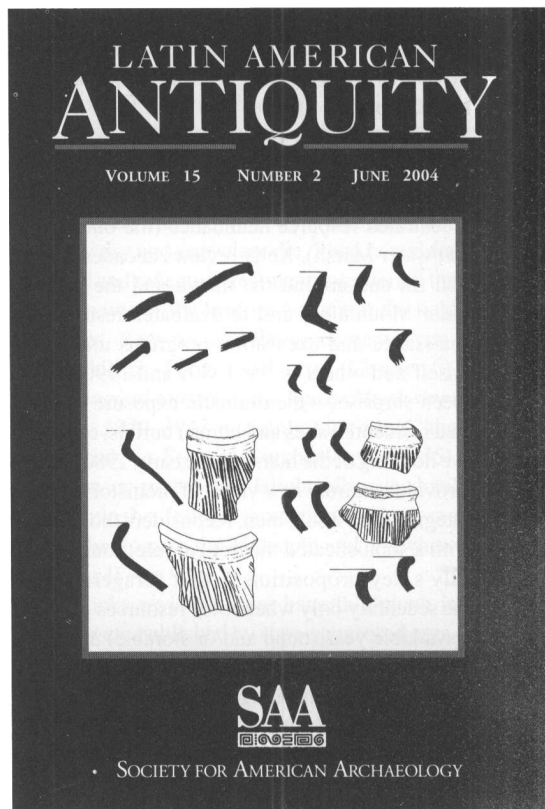 LATIN AMERICAN
ANTIQUITY
VOLUME 15 NUMBER 2 JUNE 2004
SAA
• SOCIETY FOR AMERICAN ARCHAEOLOGY